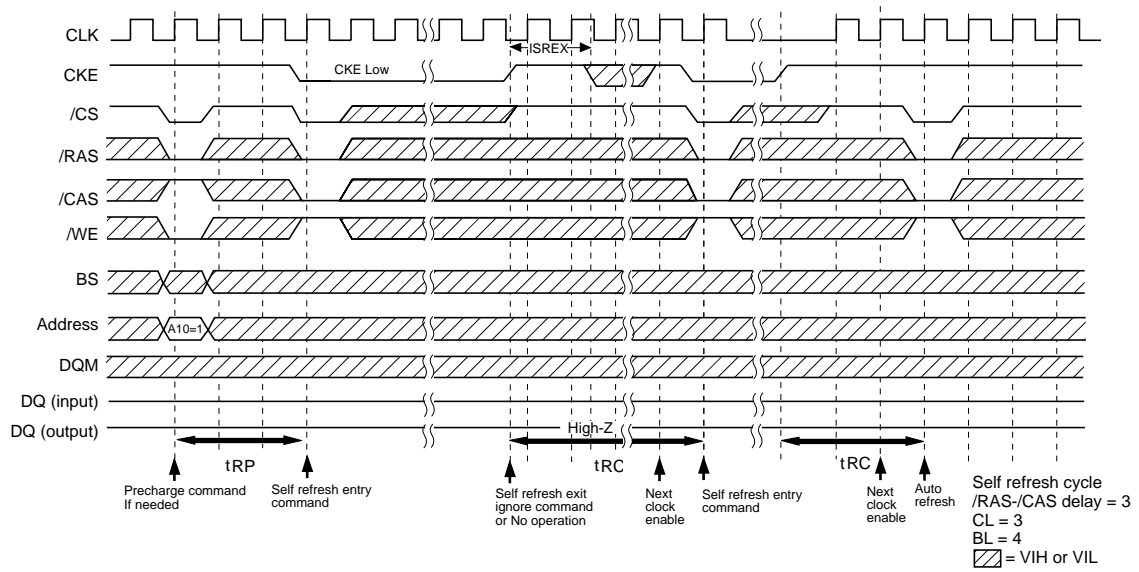 CLK
ISREX
CKE
CKE Low
/CS
/RAS
/CAS
/WE
BS
Address
A10=1
DQM
DQ (input)
DQ (output)
High-Z
tRP
tRC
tRC
Precharge command
If needed
Self refresh entry
command
Self refresh exit
ignore command
or No operation
Next
clock
enable
Self refresh entry
command
Next
clock
enable
Auto
refresh
Self refresh cycle
/RAS-/CAS delay = 3
CL = 3
BL = 4
= VIH or VIL